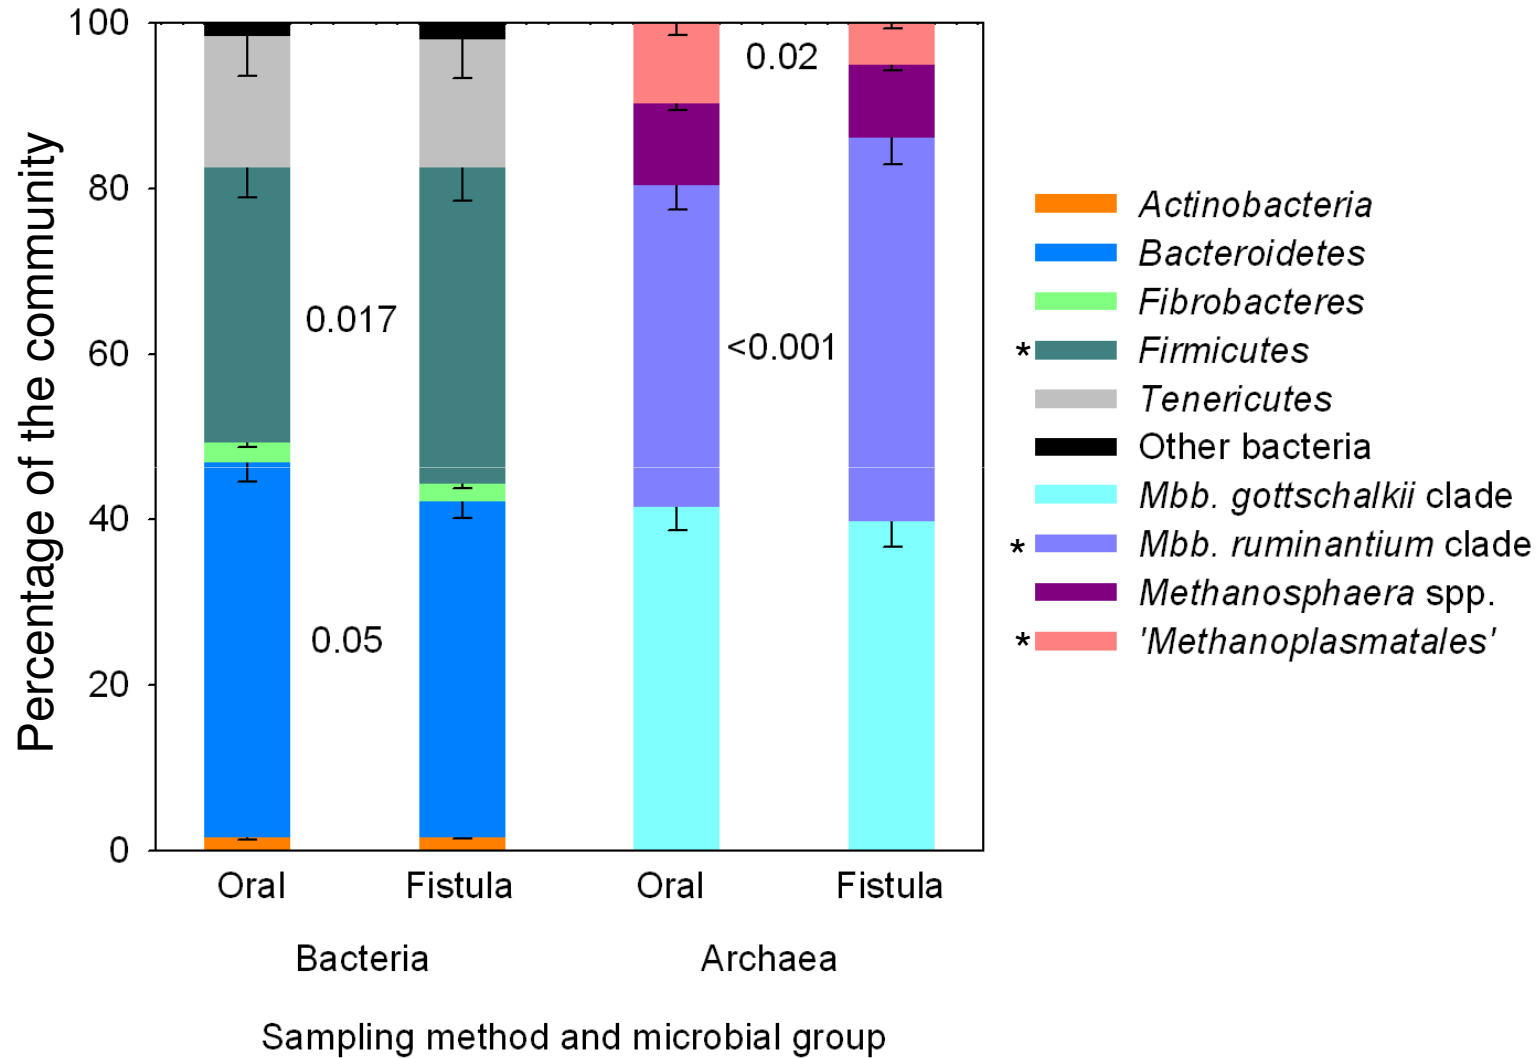 Percentage of the community
100
80
60
40
20
0
0.017
0.05
0.02
<0.001
Oral
Fistula
Oral
Fistula
Bacteria
Archaea
Sampling method and microbial group
Actinobacteria
Bacteroidetes
Fibrobacteres
* Firmicutes
Tenericutes
Other bacteria
Mbb. gottschalkii clade
* Mbb. ruminantium clade
Methanosphaera spp.
* 'Methanoplasmatales'